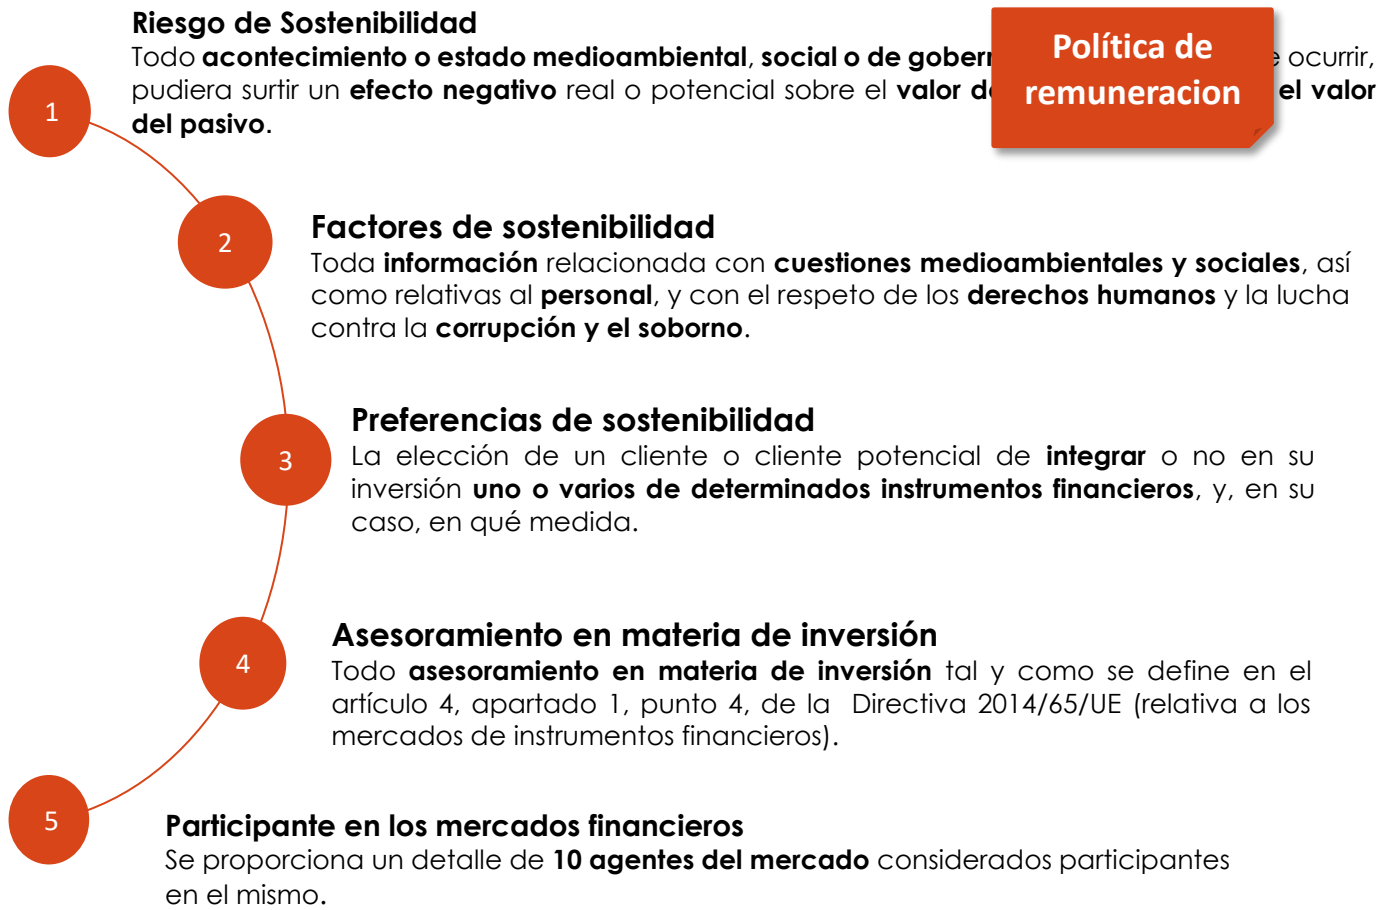 Riesgo de Sostenibilidad
Todo acontecimiento o estado medioambiental, social o de ocurrir,
pudiera surtir un efecto negativo real o potencial sobre el valor el valor
del pasivo.
Política de
remuneracion
1
2
Factores de sostenibilidad
Toda información relacionada con cuestiones medioambientales y sociales, así
como relativas al personal, y con el respeto de los derechos humanos y la lucha
contra la corrupción y el soborno.
3
Preferencias de sostenibilidad
La elección de un cliente o cliente potencial de integrar o no en su
inversión uno o varios de determinados instrumentos financieros, y, en su
caso, en qué medida.
4
Asesoramiento en materia de inversión
Todo asesoramiento en materia de inversión tal y como se define en el
artículo 4, apartado 1, punto 4, de la Directiva 2014/65/UE (relativa a los
mercados de instrumentos financieros).
5
Participante en los mercados financieros
Se proporciona un detalle de 10 agentes del mercado considerados participantes
en el mismo.